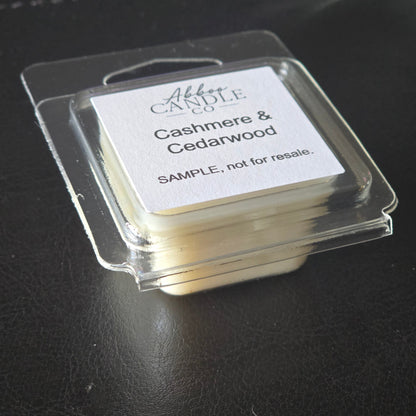 Abbee
CANDLE
CO
Cashmere &
Cedarwood
SAMPLE, not for resale.